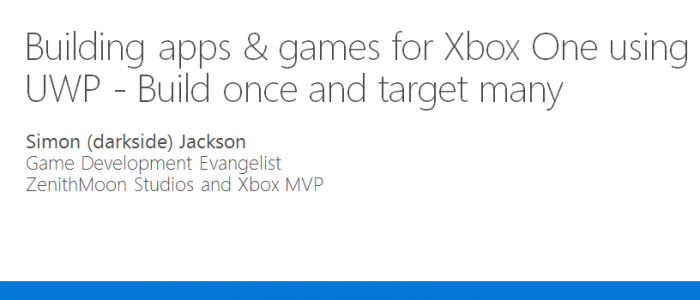 Building apps & games for Xbox One using
UWP - Build once and target many
Simon (darkside) Jackson
Game Development Evangelist
ZenithMoon Studios and Xbox MVP